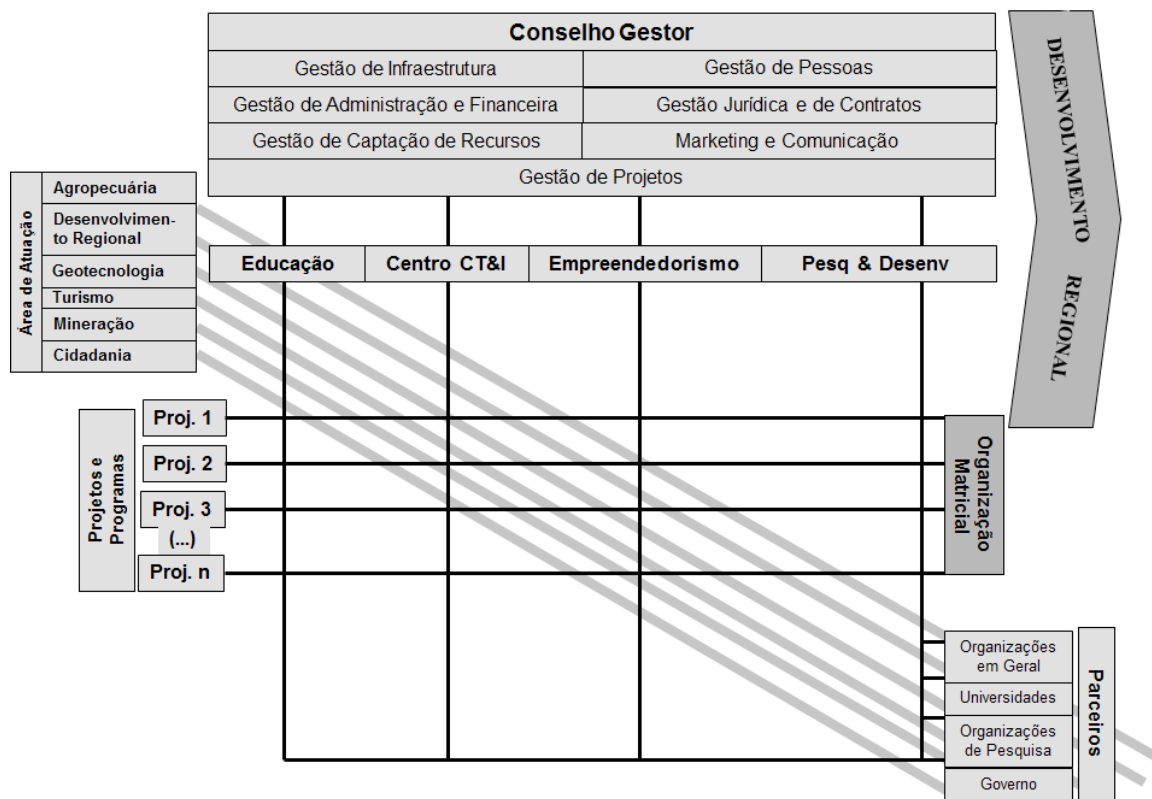 Conselho Gestor
Gestão de Infraestrutura
Gestão de Pessoas
Gestão de Administração e Financeira
Gestão Jurídica e de Contratos
Gestão de Captação de Recursos
Marketing e Comunicação
Gestão de Projetos
DESENVOLVIMENTO
REGIONAL
Área de Atuação
Agropecuária
Desenvolvimen-
to Regional
Geotecnologia
Turismo
Mineração
Cidadania
Educação
Centro CT&I
Empreendedorismo
Pesq & Desenv
Projetos e
Programas
Proj. 1
Proj. 2
Proj. 3
(...)
Proj. n
Organização
Matricial
Organizações
em Geral
Universidades
Organizações
de Pesquisa
Governo
Parceiros